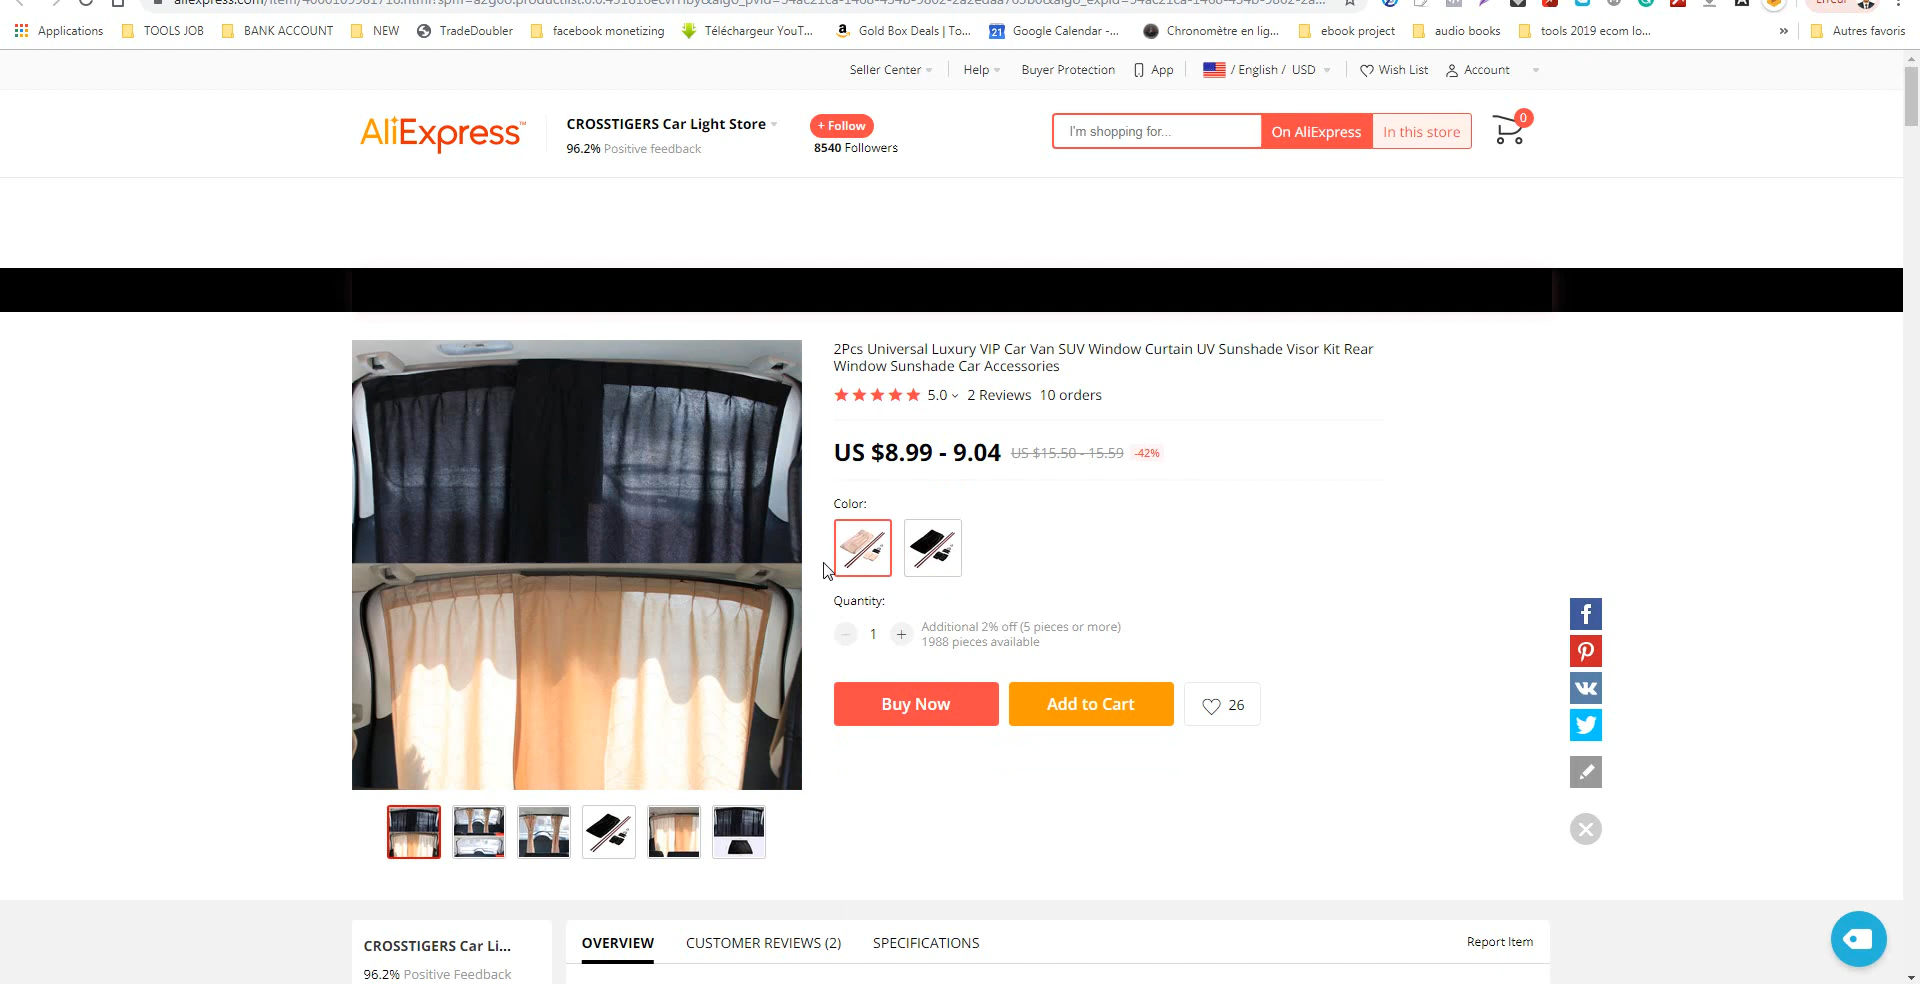 Applications TOOLS JOB BANK ACCOUNT NEW TradeDoubler facebook monetizing Téléchargeur YouT... Gold Box Deals | To... 21 Google Calendar -... Chronomètre en lig... ebook project audio books tools 2019 ecom lo... » Autres favoris
Seller Center Help Buyer Protection App / English / USD Wish List Account
AliExpress™
CROSSTIGERS Car Light Store
96.2% Positive feedback
+ Follow
8540 Followers
I'm shopping for... On AliExpress In this store
0
2Pcs Universal Luxury VIP Car Van SUV Window Curtain UV Sunshade Visor Kit Rear
Window Sunshade Car Accessories
5.0 2 Reviews 10 orders
US $8.99 - 9.04 US $15.50 - 15.59 -42%
Color:
Quantity:
1
Additional 2% off (5 pieces or more)
1988 pieces available
Buy Now Add to Cart 26
CROSSTIGERS Car Li...
96.2% Positive Feedback
OVERVIEW CUSTOMER REVIEWS (2) SPECIFICATIONS Report Item